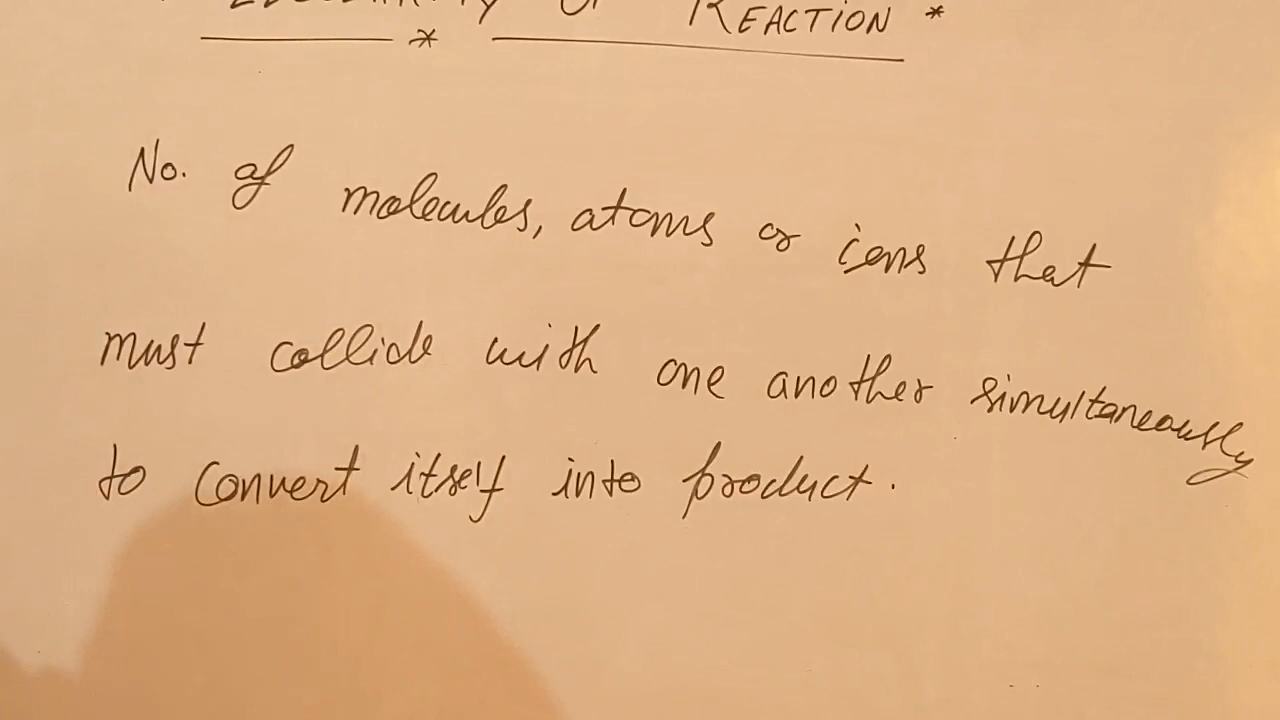 OF REACTION *
*
No. of molecules, atoms or ions that
must collide with one another simultaneously
to convert itself into product.